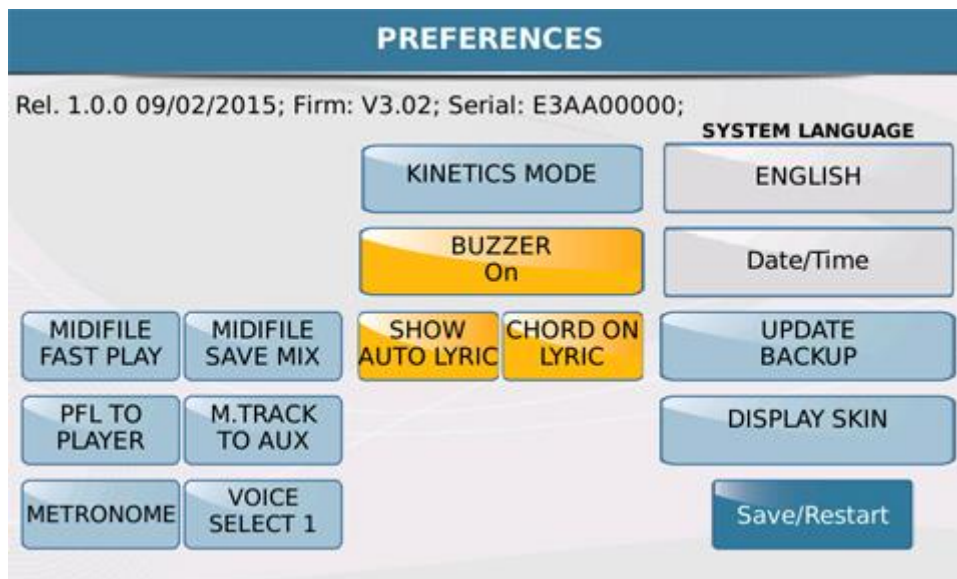 PREFERENCES
Rel. 1.0.0 09/02/2015; Firm: V3.02; Serial: E3AA00000;
SYSTEM LANGUAGE
KINETICS MODE
ENGLISH
BUZZER
On
Date/Time
MIDIFILE
FAST PLAY
MIDIFILE
SAVE MIX
SHOW
AUTO LYRIC
CHORD ON
LYRIC
UPDATE
BACKUP
PFL TO
PLAYER
M.TRACK
TO AUX
DISPLAY SKIN
METRONOME
VOICE
SELECT 1
Save/Restart